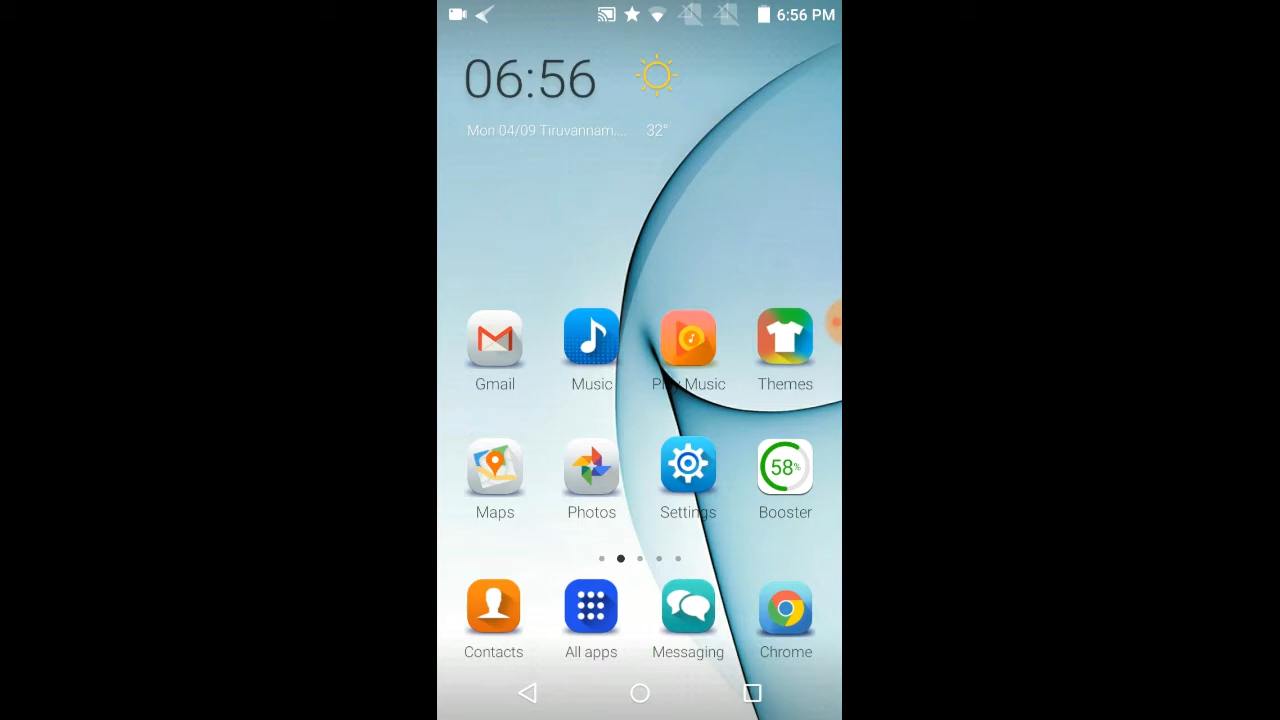 6:56 PM
06:56
Mon 04/09 Tiruvannam.... 32°
Gmail Music Play Music Themes
58%
Maps Photos Settings Booster
Contacts All apps Messaging Chrome